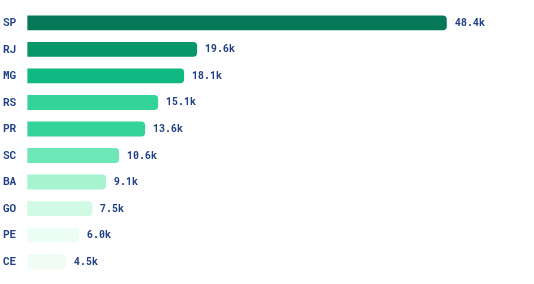 SP 48.4k
RJ 19.6k
MG 18.1k
RS 15.1k
PR 13.6k
SC 10.6k
BA 9.1k
GO 7.5k
PE 6.0k
CE 4.5k